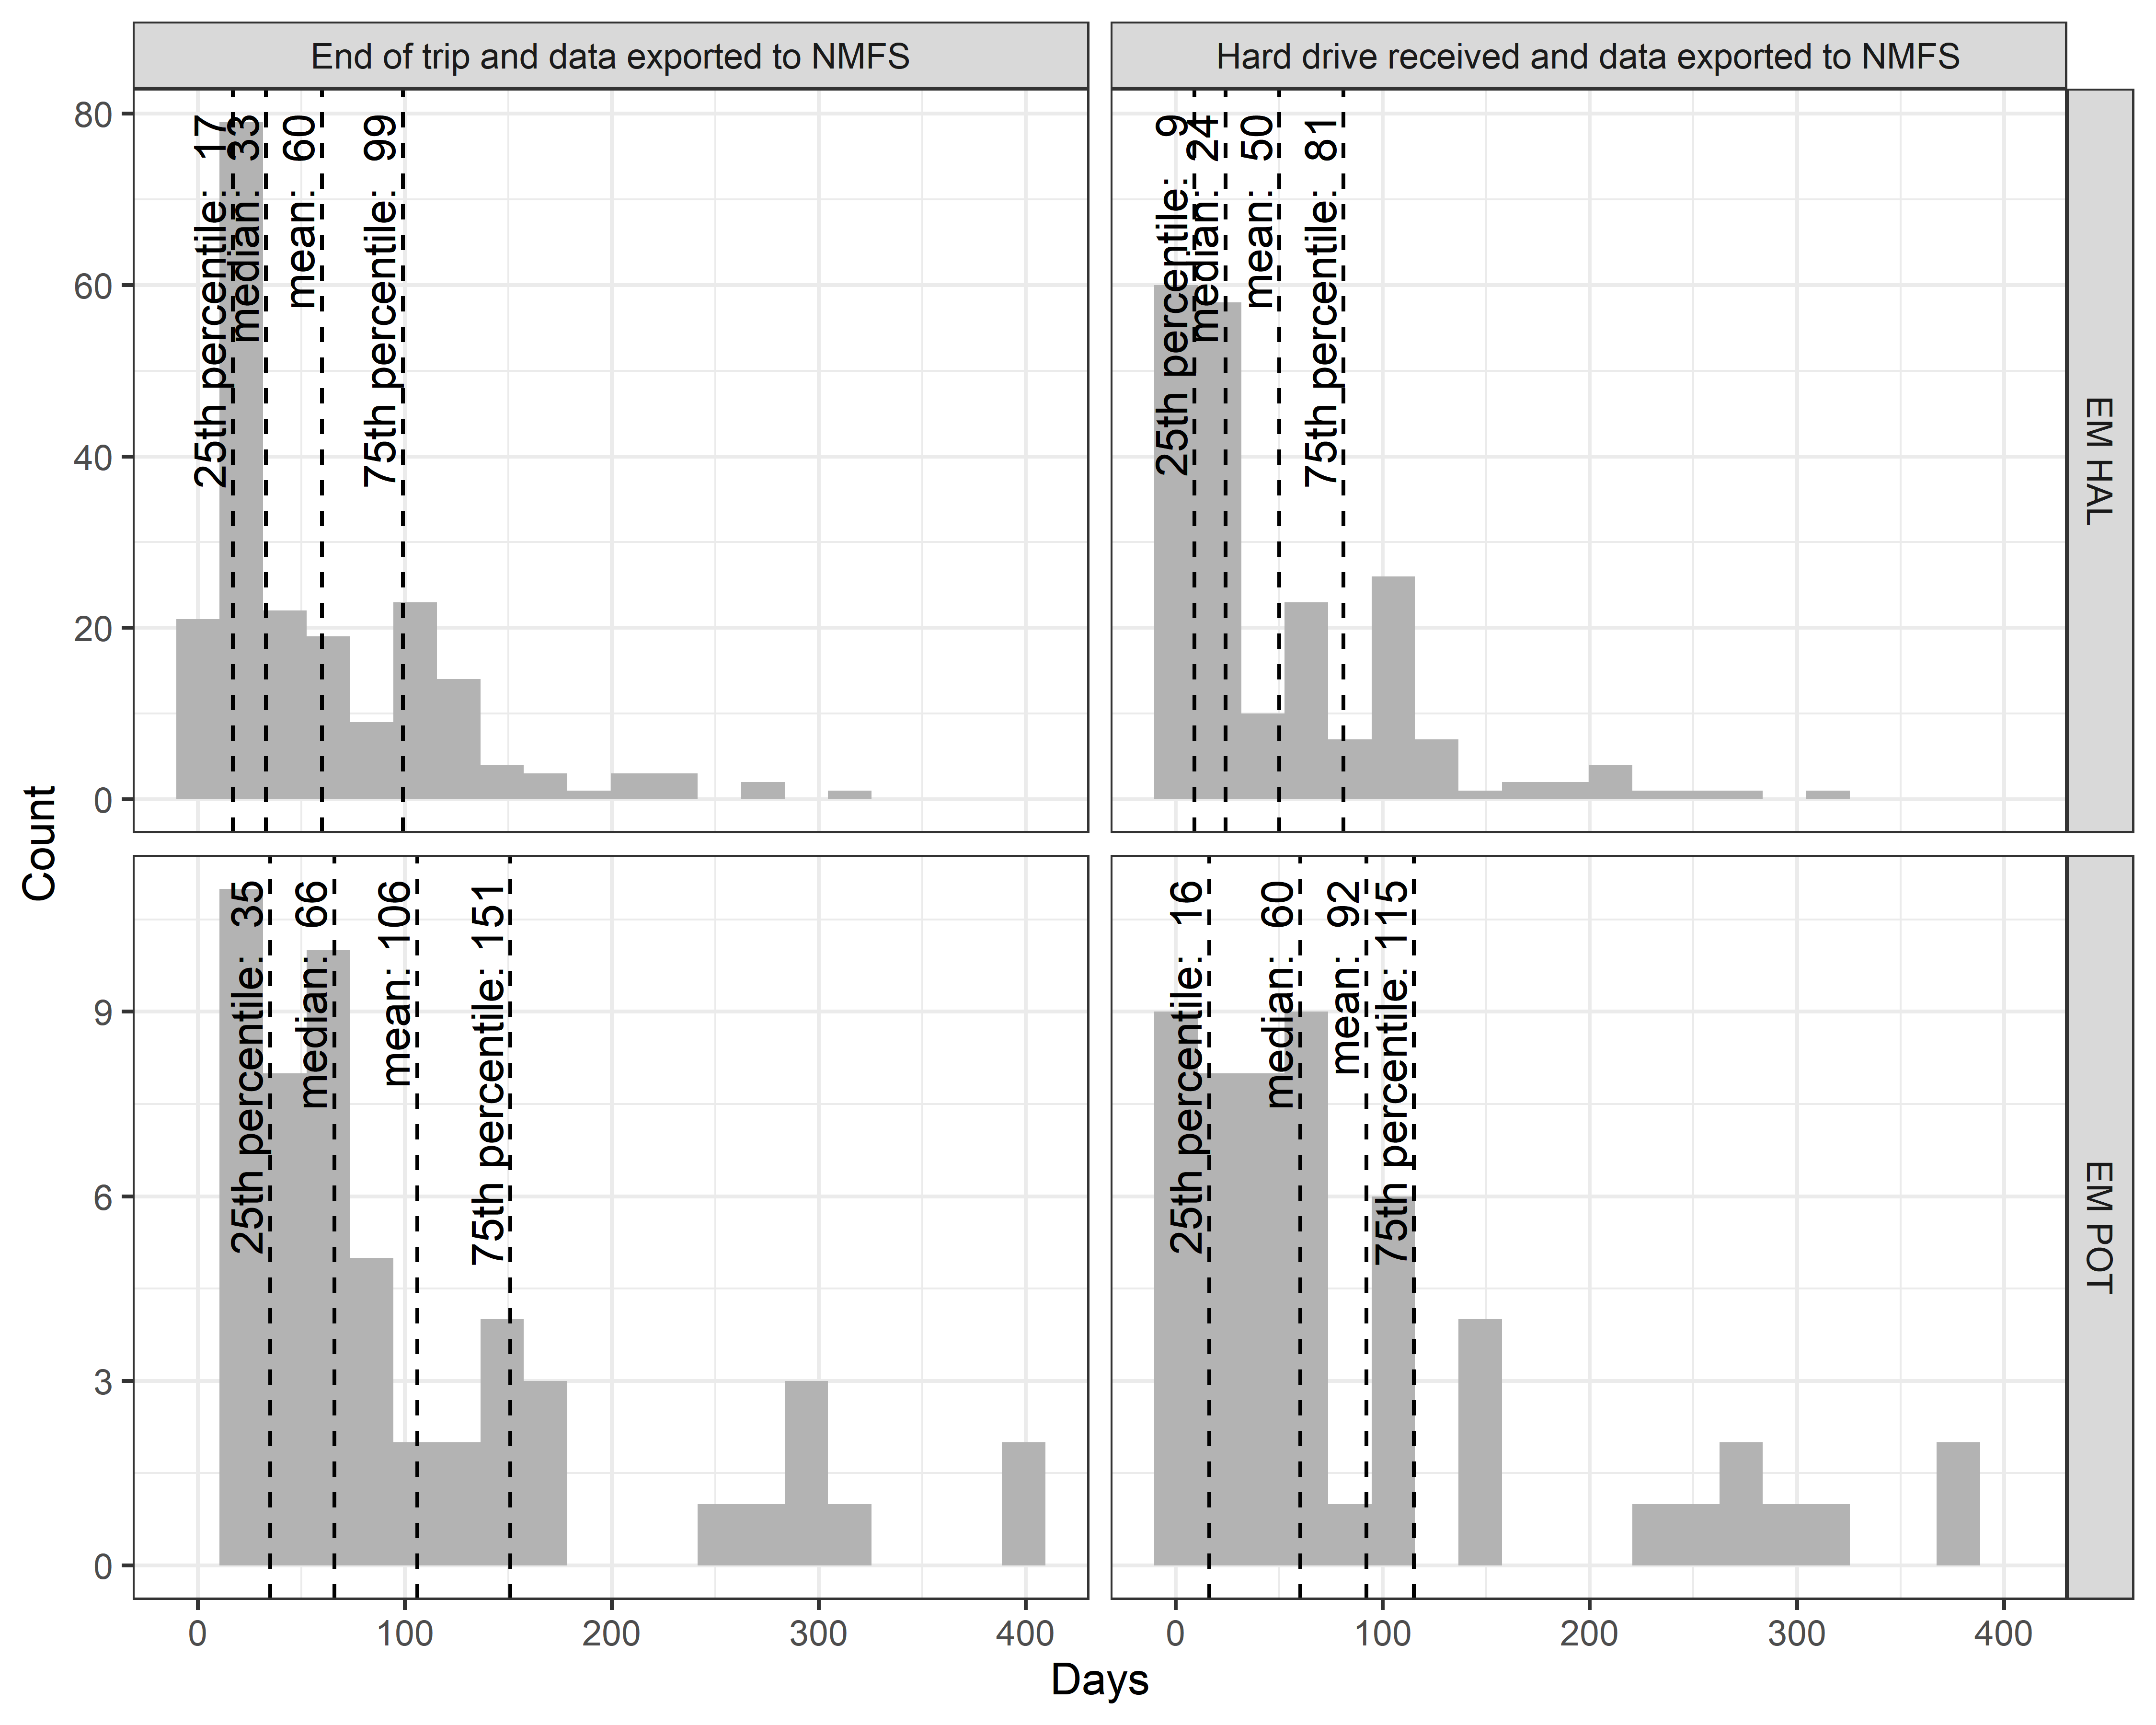 End of trip and data exported to NMFS
Hard drive received and data exported to NMFS
80
60
40
20
0
25th percentile: 17
median: 33
mean: 60
75th percentile: 99
25th percentile: 9
median: 24
mean: 50
75th percentile: 81
EM HAL
Count
9
6
3
0
25th percentile: 35
median: 66
mean: 106
75th percentile: 151
25th percentile: 16
median: 60
mean: 92
75th percentile: 115
EM POT
0
100
200
300
400
0
100
200
300
400
Days